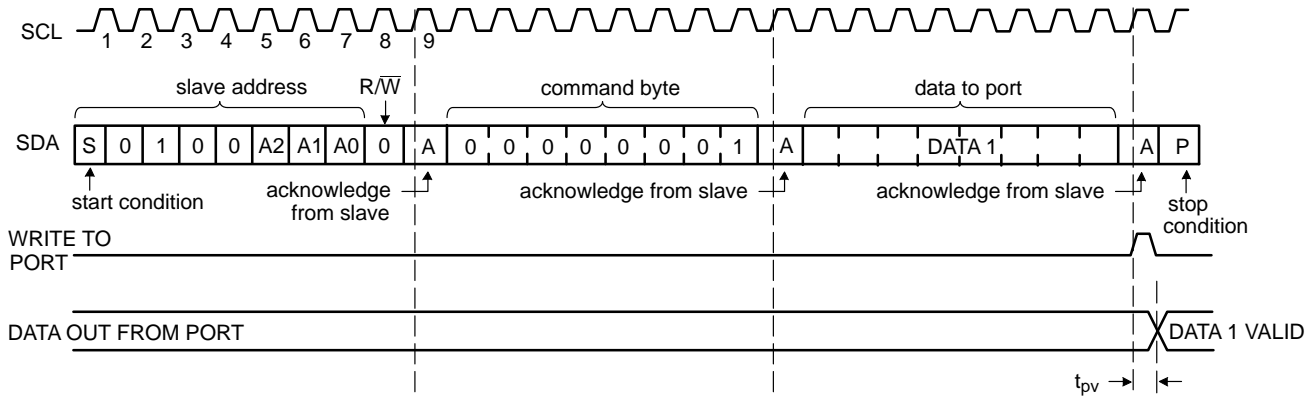 SCL
1 2 3 4 5 6 7 8 9
slave address
R/W̅
command byte
data to port
SDA
S 0 1 0 0 A2 A1 A0 0 A 0 0 0 0 0 0 0 1 A DATA 1 A P
start condition
acknowledge
from slave
acknowledge from slave
acknowledge from slave
stop
condition
WRITE TO
PORT
DATA OUT FROM PORT
DATA 1 VALID
tpv